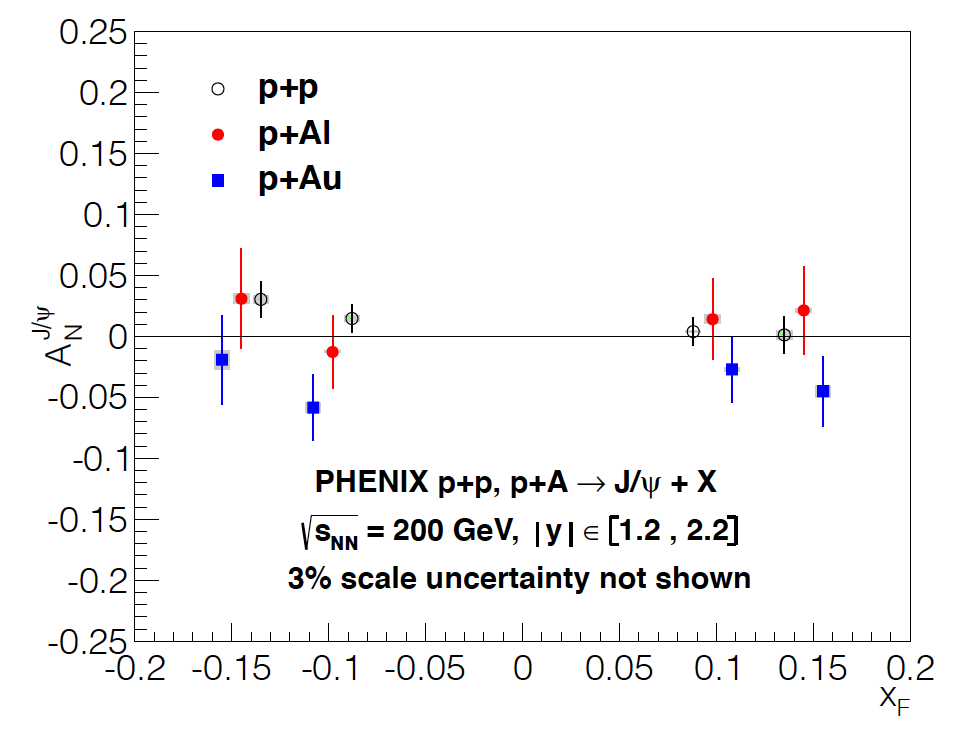 0.25
0.2
0.15
0.1
0.05
0
-0.05
-0.1
-0.15
-0.2
-0.25
A_N^{J/ψ}
p+p
p+Al
p+Au
PHENIX p+p, p+A → J/ψ + X
√s_NN = 200 GeV, |y| ∈ [1.2 , 2.2]
3% scale uncertainty not shown
-0.2 -0.15 -0.1 -0.05 0 0.05 0.1 0.15 0.2
x_F